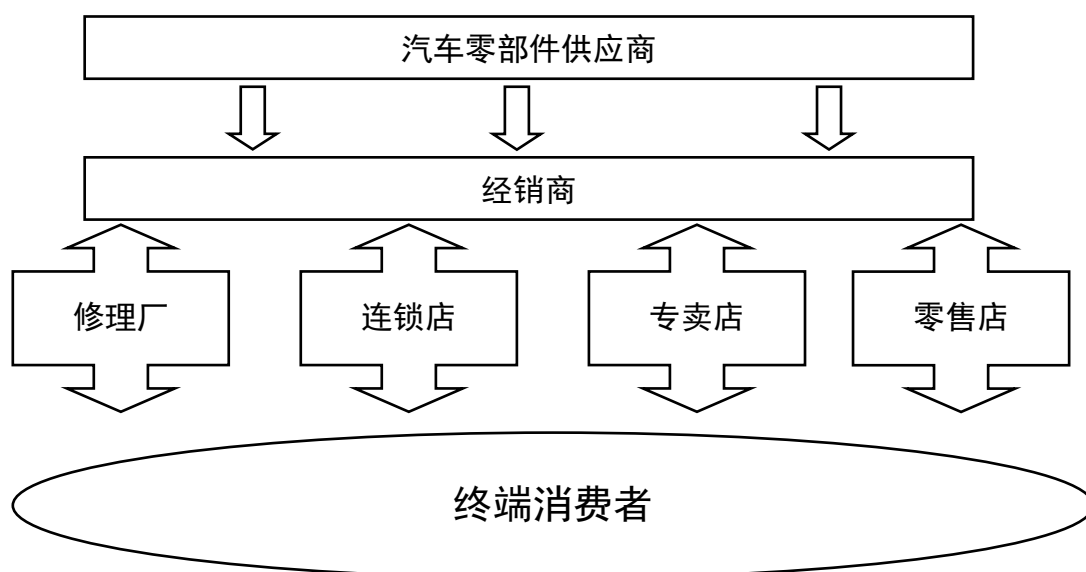 汽车零部件供应商
经销商
修理厂
连锁店
专卖店
零售店
终端消费者